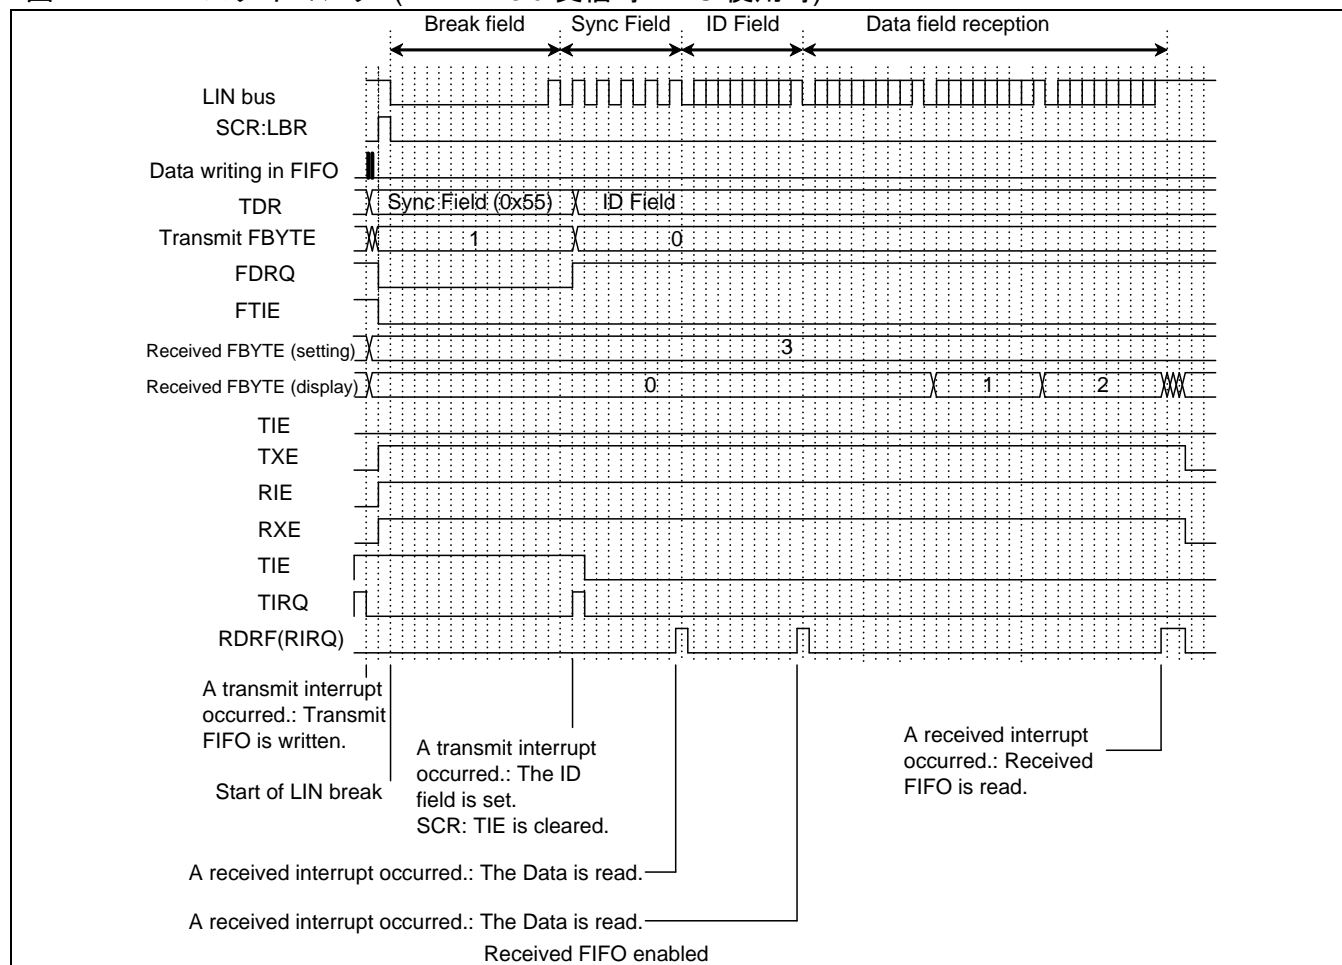 Break field Sync Field ID Field Data field reception
LIN bus
SCR:LBR
Data writing in FIFO
TDR Sync Field (0x55) ID Field
Transmit FBYTE 1 0
FDRQ
FTIE
Received FBYTE (setting) 3
Received FBYTE (display) 0 1 2
TIE
TXE
RIE
RXE
TIE
TIRQ
RDRF(RIRQ)
A transmit interrupt
occurred.: Transmit
FIFO is written.
Start of LIN break
A transmit interrupt
occurred.: The ID
field is set.
SCR: TIE is cleared.
A received interrupt
occurred.: Received
FIFO is read.
A received interrupt occurred.: The Data is read.
A received interrupt occurred.: The Data is read.
Received FIFO enabled